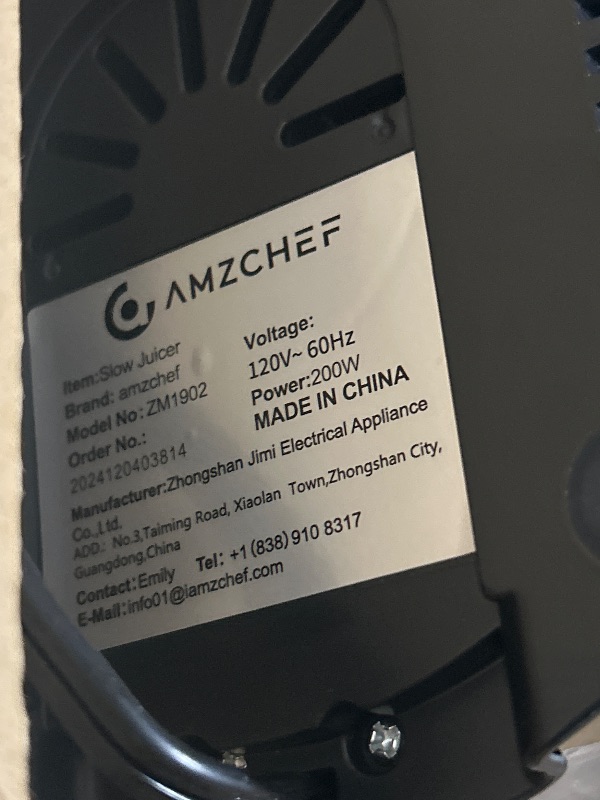 AMZCHEF
Item:Slow Juicer
Brand: amzchef
Model No: ZM1902
Order No.:
2024120403814
Voltage:
120V~ 60Hz
Power:200W
MADE IN CHINA
Manufacturer:Zhongshan Jimi Electrical Appliance
Co.,Ltd.
ADD.: No.3,Taiming Road, Xiaolan Town,Zhongshan City,
Guangdong,China
Contact:Emily Tel: +1 (838) 910 8317
E-Mail:info01@iamzchef.com